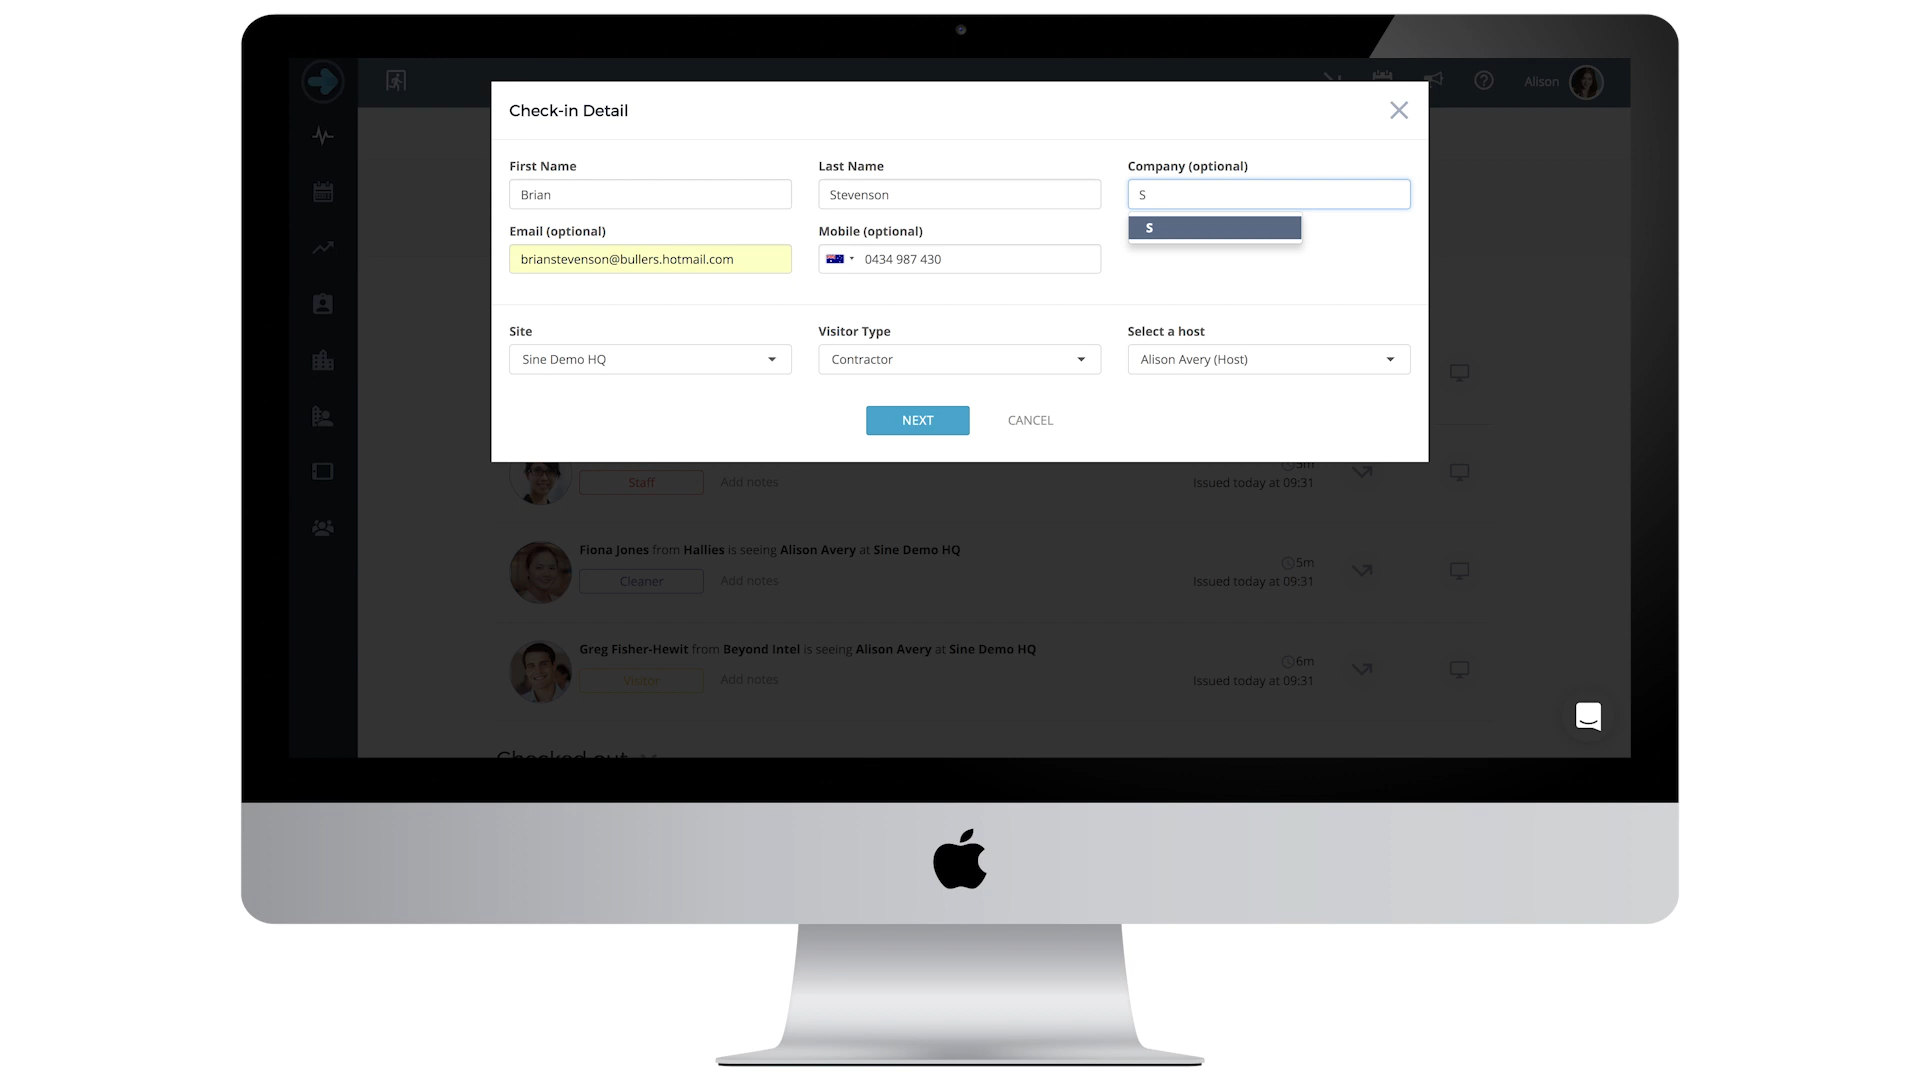 Alison
Check-in Detail
First Name
Last Name
Company (optional)
Brian
Stevenson
S
S
Email (optional)
Mobile (optional)
brianstevenson@bullers.hotmail.com
0434 987 430
Site
Visitor Type
Select a host
Sine Demo HQ
Contractor
Alison Avery (Host)
NEXT
CANCEL
Staff
Add notes
5m
Issued today at 09:31
Fiona Jones from Hallies is seeing Alison Avery at Sine Demo HQ
Cleaner
Add notes
5m
Issued today at 09:31
Greg Fisher-Hewit from Beyond Intel is seeing Alison Avery at Sine Demo HQ
Visitor
Add notes
6m
Issued today at 09:31
Checked out